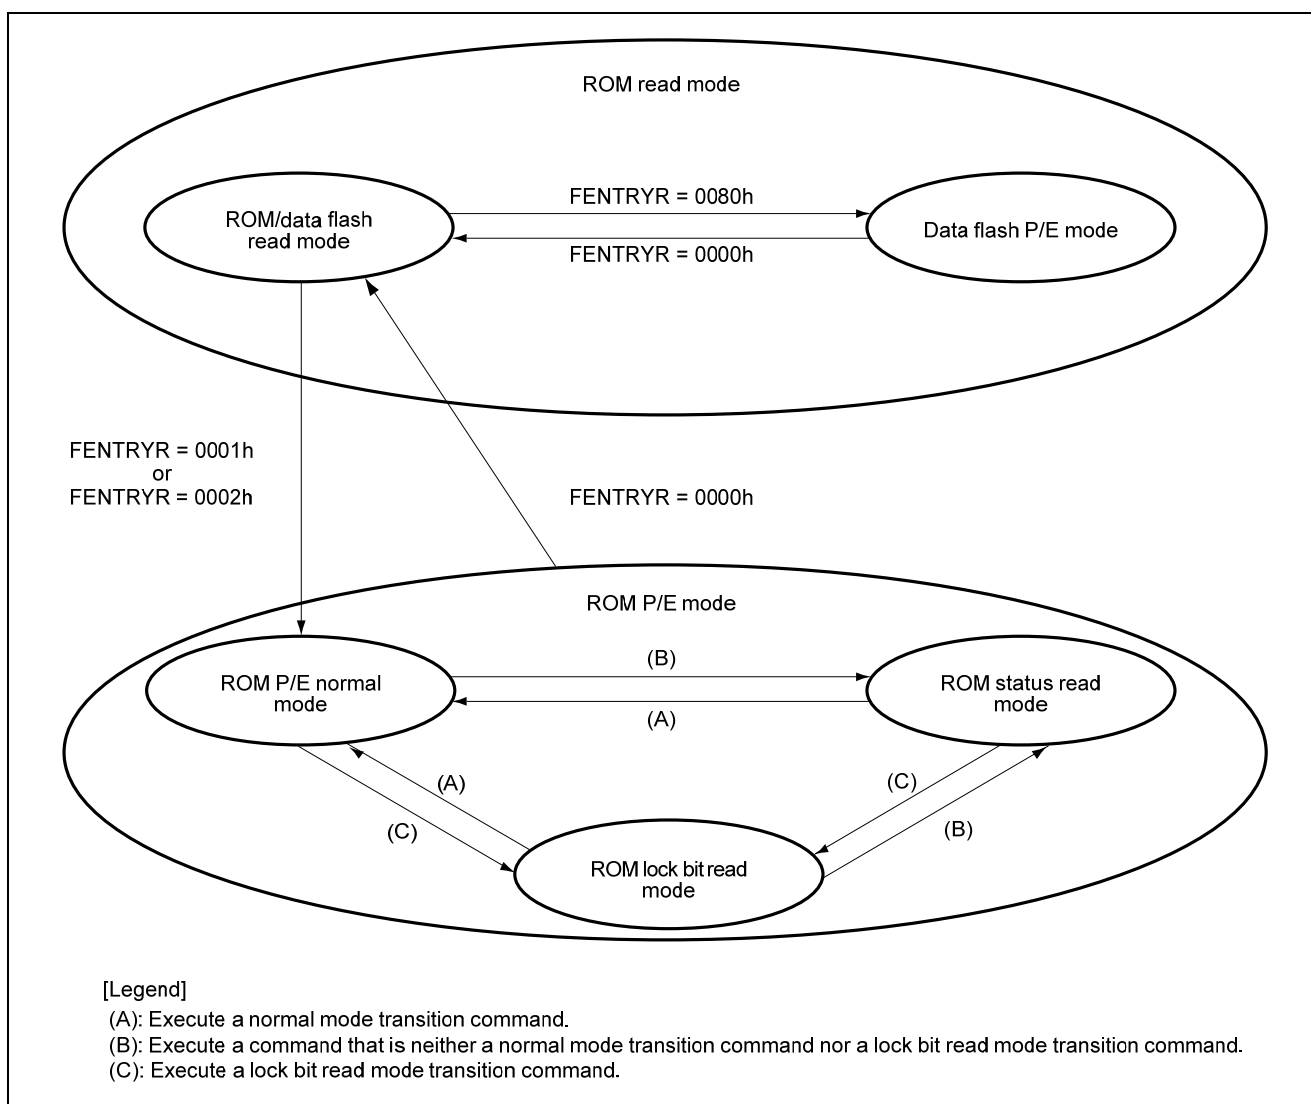 ROM read mode
ROM/data flash
read mode
FENTRYR = 0080h
FENTRYR = 0000h
Data flash P/E mode
FENTRYR = 0001h
or
FENTRYR = 0002h
FENTRYR = 0000h
ROM P/E mode
ROM P/E normal
mode
(B)
(A)
ROM status read
mode
(A)
(C)
(C)
(B)
ROM lock bit read
mode
[Legend]
(A): Execute a normal mode transition command.
(B): Execute a command that is neither a normal mode transition command nor a lock bit read mode transition command.
(C): Execute a lock bit read mode transition command.